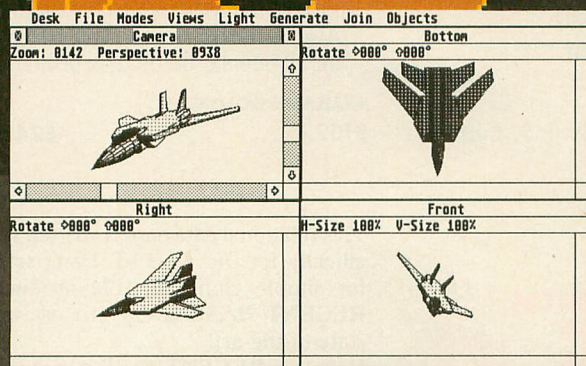 Desk File Modes Views Light Generate Join Objects
Camera
Bottom
Zoom: 0142 Perspective: 0938
Rotate ⬦000° ⇧000°
Right
Front
Rotate ⬦000° ⇧000°
H-Size 100% V-Size 100%